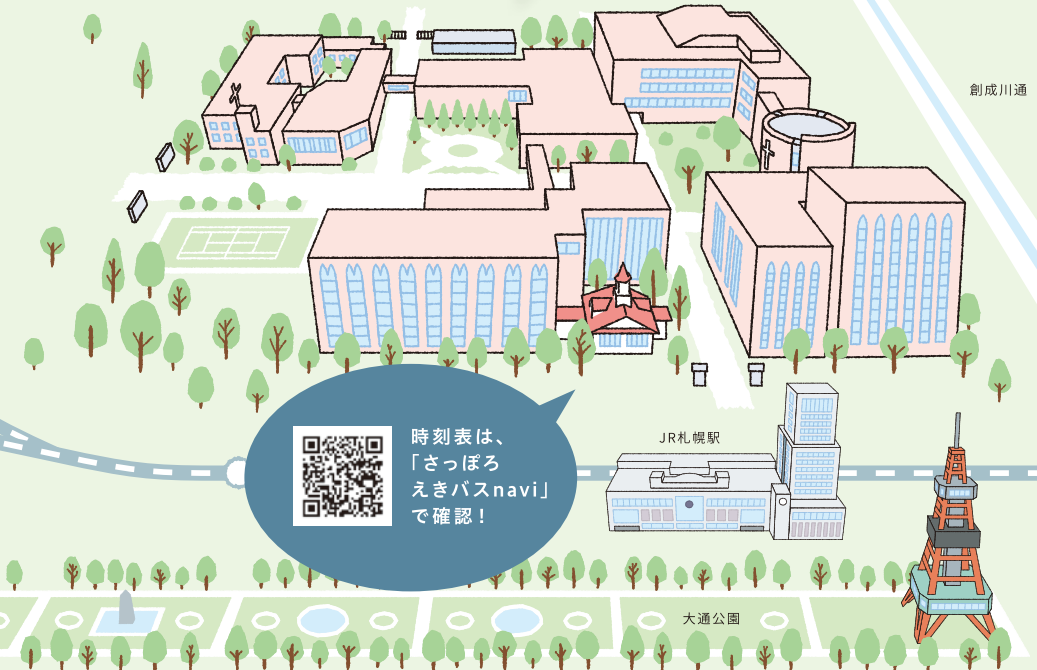 創成川通
JR札幌駅
時刻表は、
「さっぽろ
えきバスnavi」
で確認！
大通公園